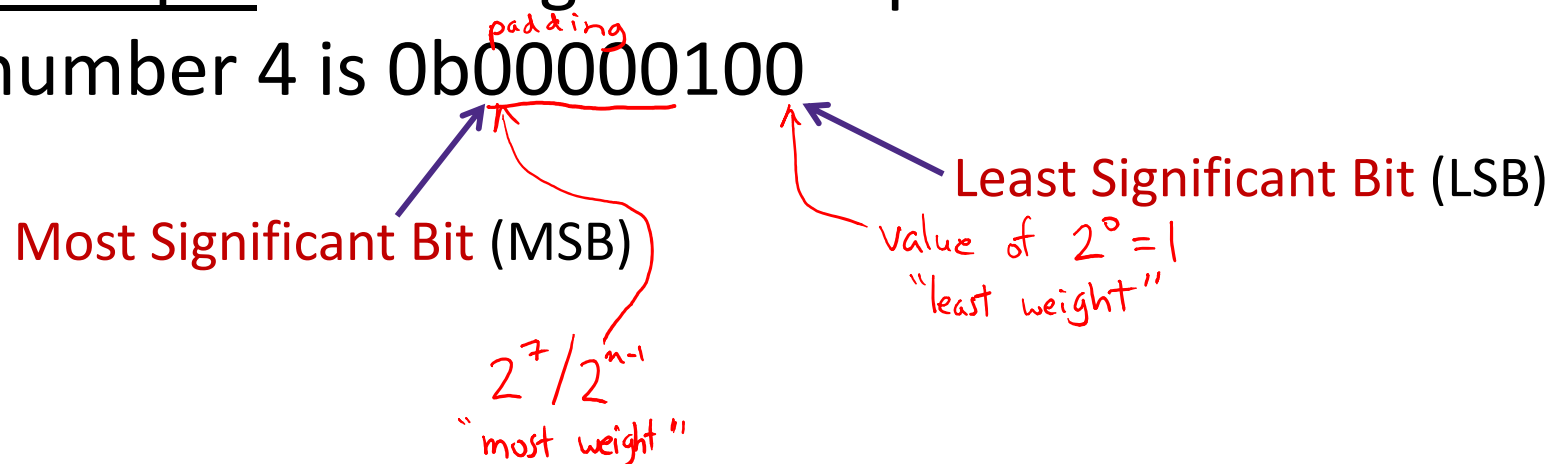 padding
number 4 is 0b00000100
Least Significant Bit (LSB)
Most Significant Bit (MSB)
value of 2⁰ = 1
"least weight"
2⁷/2ⁿ⁻¹
"most weight"